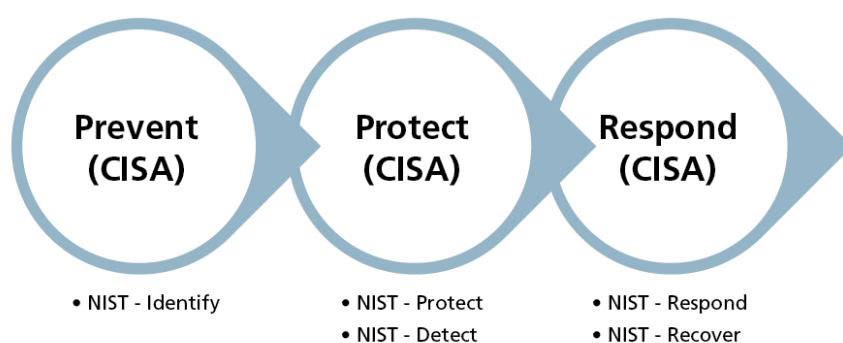 Prevent
(CISA)
Protect
(CISA)
Respond
(CISA)
• NIST - Identify
• NIST - Protect
• NIST - Detect
• NIST - Respond
• NIST - Recover